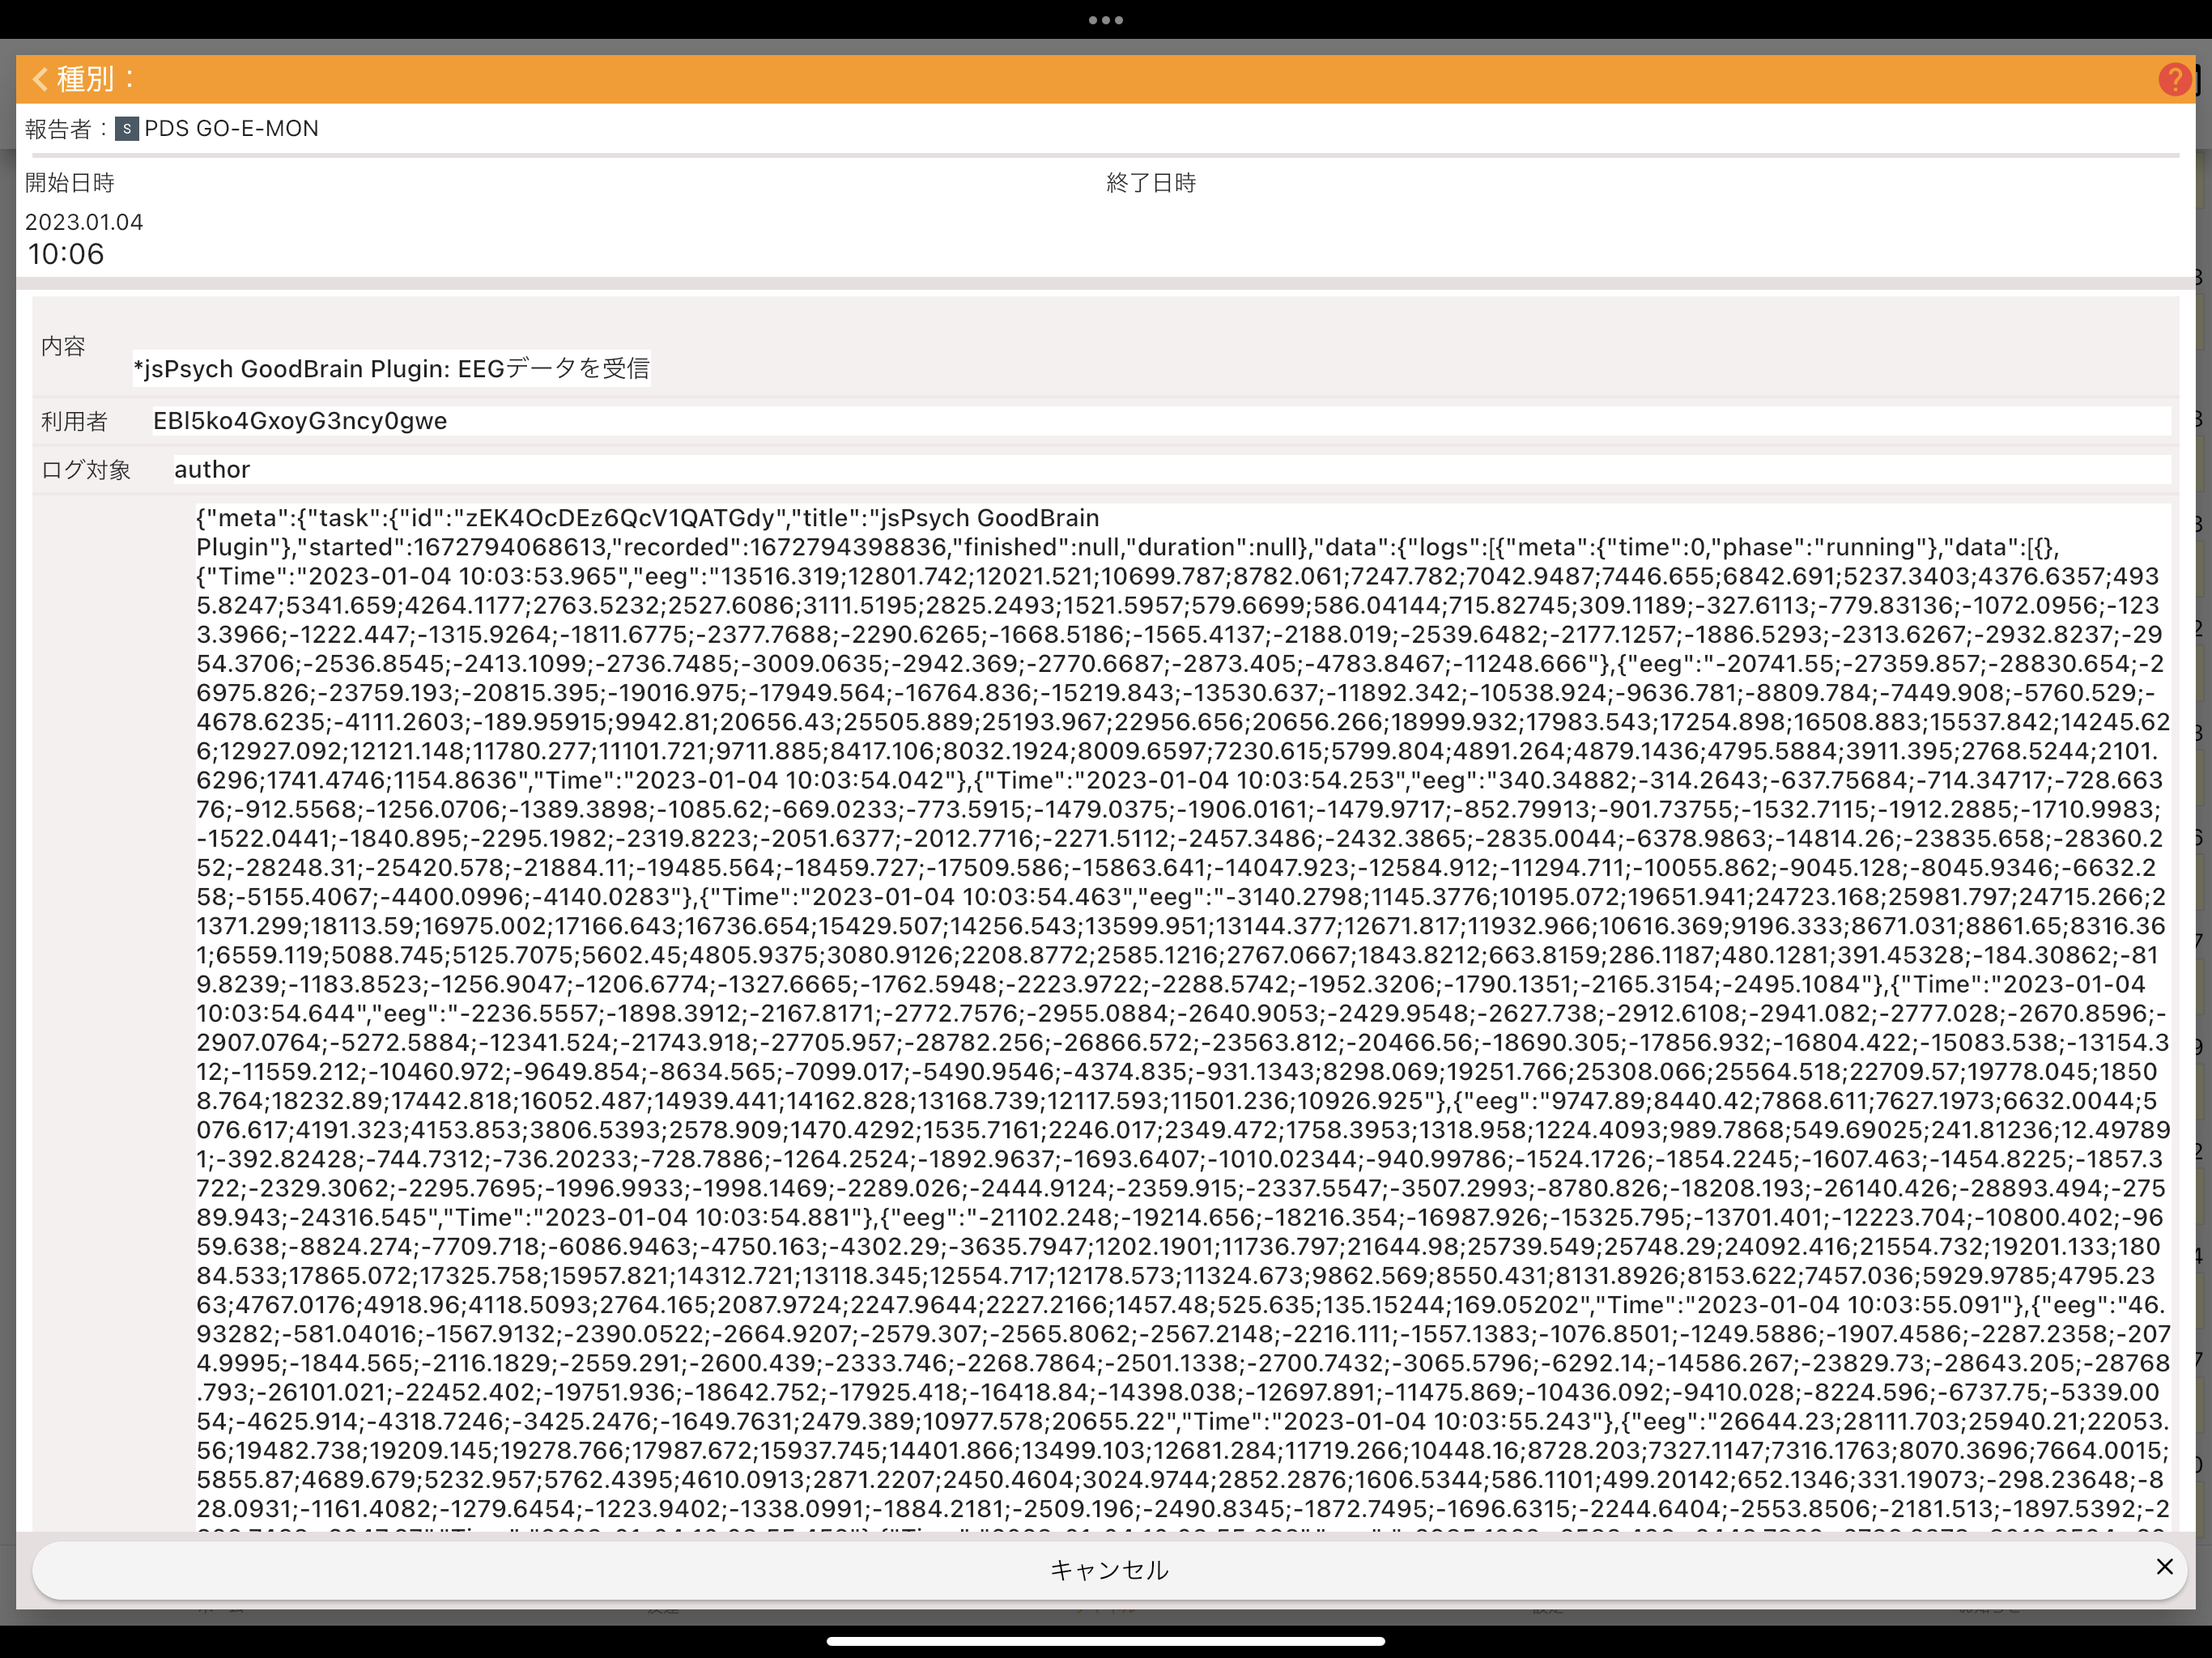 種別：
?
報告者： S PDS GO-E-MON
開始日時
終了日時
2023.01.04
10:06
内容
*jsPsych GoodBrain Plugin: EEGデータを受信
利用者 EBl5ko4GxoyG3ncy0gwe
ログ対象 author
{"meta":{"task":{"id":"zEK4OcDEz6QcV1QATGdy","title":"jsPsych GoodBrain
Plugin"},"started":1672794068613,"recorded":1672794398836,"finished":null,"duration":null},"data":{"logs":[{"meta":{"time":0,"phase":"running"},"data":[{},
{"Time":"2023-01-04 10:03:53.965","eeg":"13516.319;12801.742;12021.521;10699.787;8782.061;7247.782;7042.9487;7446.655;6842.691;5237.3403;4376.6357;493
5.8247;5341.659;4264.1177;2763.5232;2527.6086;3111.5195;2825.2493;1521.5957;579.6699;586.04144;715.82745;309.1189;-327.6113;-779.83136;-1072.0956;-123
3.3966;-1222.447;-1315.9264;-1811.6775;-2377.7688;-2290.6265;-1668.5186;-1565.4137;-2188.019;-2539.6482;-2177.1257;-1886.5293;-2313.6267;-2932.8237;-29
54.3706;-2536.8545;-2413.1099;-2736.7485;-3009.0635;-2942.369;-2770.6687;-2873.405;-4783.8467;-11248.666"},{"eeg":"-20741.55;-27359.857;-28830.654;-2
6975.826;-23759.193;-20815.395;-19016.975;-17949.564;-16764.836;-15219.843;-13530.637;-11892.342;-10538.924;-9636.781;-8809.784;-7449.908;-5760.529;-
4678.6235;-4111.2603;-189.95915;9942.81;20656.43;25505.889;25193.967;22956.656;20656.266;18999.932;17983.543;17254.898;16508.883;15537.842;14245.62
6;12927.092;12121.148;11780.277;11101.721;9711.885;8417.106;8032.1924;8009.6597;7230.615;5799.804;4891.264;4879.1436;4795.5884;3911.395;2768.5244;2101.
6296;1741.4746;1154.8636","Time":"2023-01-04 10:03:54.042"},{"Time":"2023-01-04 10:03:54.253","eeg":"340.34882;-314.2643;-637.75684;-714.34717;-728.663
76;-912.5568;-1256.0706;-1389.3898;-1085.62;-669.0233;-773.5915;-1479.0375;-1906.0161;-1479.9717;-852.79913;-901.73755;-1532.7115;-1912.2885;-1710.9983;
-1522.0441;-1840.895;-2295.1982;-2319.8223;-2051.6377;-2012.7716;-2271.5112;-2457.3486;-2432.3865;-2835.0044;-6378.9863;-14814.26;-23835.658;-28360.2
52;-28248.31;-25420.578;-21884.11;-19485.564;-18459.727;-17509.586;-15863.641;-14047.923;-12584.912;-11294.711;-10055.862;-9045.128;-8045.9346;-6632.2
58;-5155.4067;-4400.0996;-4140.0283"},{"Time":"2023-01-04 10:03:54.463","eeg":"-3140.2798;1145.3776;10195.072;19651.941;24723.168;25981.797;24715.266;2
1371.299;18113.59;16975.002;17166.643;16736.654;15429.507;14256.543;13599.951;13144.377;12671.817;11932.966;10616.369;9196.333;8671.031;8861.65;8316.36
1;6559.119;5088.745;5125.7075;5602.45;4805.9375;3080.9126;2208.8772;2585.1216;2767.0667;1843.8212;663.8159;286.1187;480.1281;391.45328;-184.30862;-81
9.8239;-1183.8523;-1256.9047;-1206.6774;-1327.6665;-1762.5948;-2223.9722;-2288.5742;-1952.3206;-1790.1351;-2165.3154;-2495.1084"},{"Time":"2023-01-04
10:03:54.644","eeg":"-2236.5557;-1898.3912;-2167.8171;-2772.7576;-2955.0884;-2640.9053;-2429.9548;-2627.738;-2912.6108;-2941.082;-2777.028;-2670.8596;-
2907.0764;-5272.5884;-12341.524;-21743.918;-27705.957;-28782.256;-26866.572;-23563.812;-20466.56;-18690.305;-17856.932;-16804.422;-15083.538;-13154.3
12;-11559.212;-10460.972;-9649.854;-8634.565;-7099.017;-5490.9546;-4374.835;-931.1343;8298.069;19251.766;25308.066;25564.518;22709.57;19778.045;1850
8.764;18232.89;17442.818;16052.487;14939.441;14162.828;13168.739;12117.593;11501.236;10926.925"},{"eeg":"9747.89;8440.42;7868.611;7627.1973;6632.0044;5
076.617;4191.323;4153.853;3806.5393;2578.909;1470.4292;1535.7161;2246.017;2349.472;1758.3953;1318.958;1224.4093;989.7868;549.69025;241.81236;12.49789
1;-392.82428;-744.7312;-736.20233;-728.7886;-1264.2524;-1892.9637;-1693.6407;-1010.02344;-940.99786;-1524.1726;-1854.2245;-1607.463;-1454.8225;-1857.3
722;-2329.3062;-2295.7695;-1996.9933;-1998.1469;-2289.026;-2444.9124;-2359.915;-2337.5547;-3507.2993;-8780.826;-18208.193;-26140.426;-28893.494;-275
89.943;-24316.545","Time":"2023-01-04 10:03:54.881"},{"eeg":"-21102.248;-19214.656;-18216.354;-16987.926;-15325.795;-13701.401;-12223.704;-10800.402;-96
59.638;-8824.274;-7709.718;-6086.9463;-4750.163;-4302.29;-3635.7947;1202.1901;11736.797;21644.98;25739.549;25748.29;24092.416;21554.732;19201.133;180
84.533;17865.072;17325.758;15957.821;14312.721;13118.345;12554.717;12178.573;11324.673;9862.569;8550.431;8131.8926;8153.622;7457.036;5929.9785;4795.23
63;4767.0176;4918.96;4118.5093;2764.165;2087.9724;2247.9644;2227.2166;1457.48;525.635;135.15244;169.05202","Time":"2023-01-04 10:03:55.091"},{"eeg":"46.
93282;-581.04016;-1567.9132;-2390.0522;-2664.9207;-2579.307;-2565.8062;-2567.2148;-2216.111;-1557.1383;-1076.8501;-1249.5886;-1907.4586;-2287.2358;-207
4.9995;-1844.565;-2116.1829;-2559.291;-2600.439;-2333.746;-2268.7864;-2501.1338;-2700.7432;-3065.5796;-6292.14;-14586.267;-23829.73;-28643.205;-28768
.793;-26101.021;-22452.402;-19751.936;-18642.752;-17925.418;-16418.84;-14398.038;-12697.891;-11475.869;-10436.092;-9410.028;-8224.596;-6737.75;-5339.00
54;-4625.914;-4318.7246;-3425.2476;-1649.7631;2479.389;10977.578;20655.22","Time":"2023-01-04 10:03:55.243"},{"eeg":"26644.23;28111.703;25940.21;22053.
56;19482.738;19209.145;19278.766;17987.672;15937.745;14401.866;13499.103;12681.284;11719.266;10448.16;8728.203;7327.1147;7316.1763;8070.3696;7664.0015;
5855.87;4689.679;5232.957;5762.4395;4610.0913;2871.2207;2450.4604;3024.9744;2852.2876;1606.5344;586.1101;499.20142;652.1346;331.19073;-298.23648;-8
28.0931;-1161.4082;-1279.6454;-1223.9402;-1338.0991;-1884.2181;-2509.196;-2490.8345;-1872.7495;-1696.6315;-2244.6404;-2553.8506;-2181.513;-1897.5392;-2
キャンセル